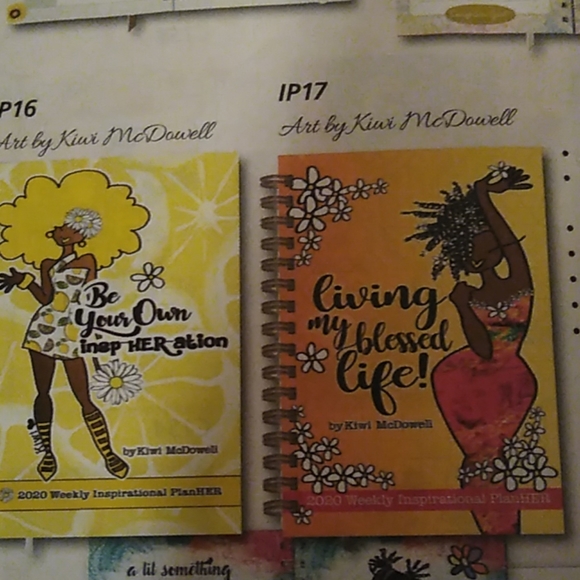 P16
Art by Kiwi McDowell
Be
Your Own
insp-HER-ation
by Kiwi McDowell
2020 Weekly Inspirational PlanHER
IP17
Art by Kiwi McDowell
living
my blessed
life!
by Kiwi McDowell
2020 Weekly Inspirational PlanHER
a lil something